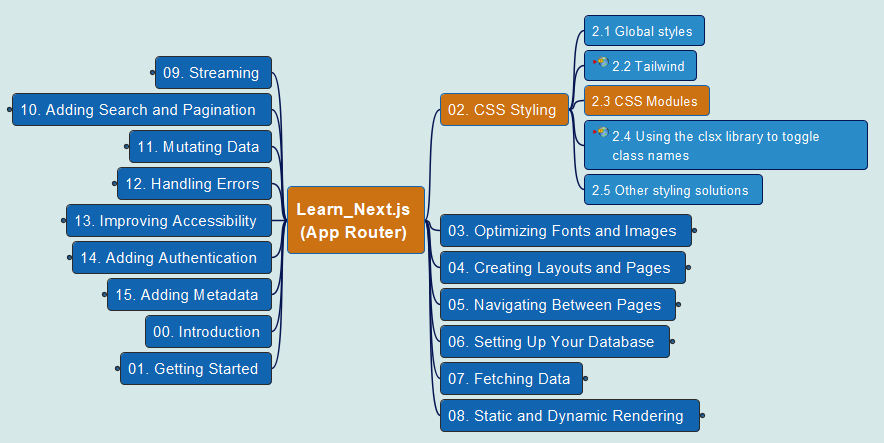 Learn_Next.js
(App Router)
02. CSS Styling
2.1 Global styles
2.2 Tailwind
2.3 CSS Modules
2.4 Using the clsx library to toggle
class names
2.5 Other styling solutions
03. Optimizing Fonts and Images
04. Creating Layouts and Pages
05. Navigating Between Pages
06. Setting Up Your Database
07. Fetching Data
08. Static and Dynamic Rendering
09. Streaming
10. Adding Search and Pagination
11. Mutating Data
12. Handling Errors
13. Improving Accessibility
14. Adding Authentication
15. Adding Metadata
00. Introduction
01. Getting Started